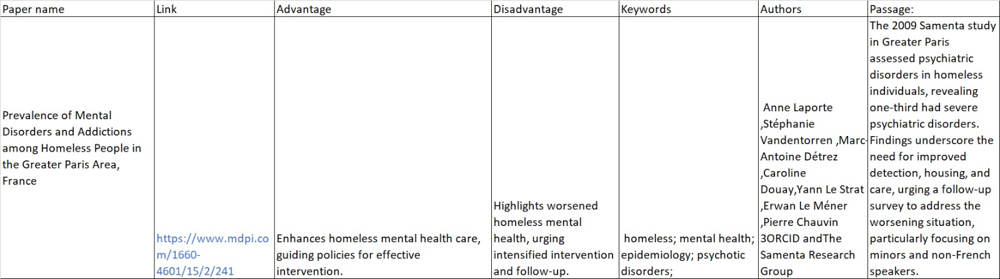 Paper name
Link
Advantage
Disadvantage
Keywords
Authors
Passage:
Prevalence of Mental
Disorders and Addictions
among Homeless People in
the Greater Paris Area,
France
https://www.mdpi.co
m/1660-
4601/15/2/241
Enhances homeless mental health care,
guiding policies for effective
intervention.
Highlights worsened
homeless mental
health, urging
intensified intervention
and follow-up.
homeless; mental health;
epidemiology; psychotic
disorders;
Anne Laporte
,Stéphanie
Vandentorren ,Marc-
Antoine Détrez
,Caroline
Douay,Yann Le Strat
,Erwan Le Méner
,Pierre Chauvin
3ORCID andThe
Samenta Research
Group
The 2009 Samenta study
in Greater Paris
assessed psychiatric
disorders in homeless
individuals, revealing
one-third had severe
psychiatric disorders.
Findings underscore the
need for improved
detection, housing, and
care, urging a follow-up
survey to address the
worsening situation,
particularly focusing on
minors and non-French
speakers.